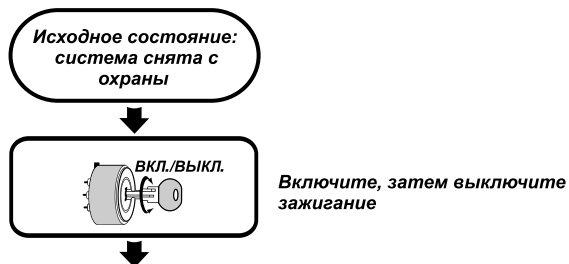 Исходное состояние:
система снята с
охраны
ВКЛ./ВЫКЛ.
Включите, затем выключите
зажигание